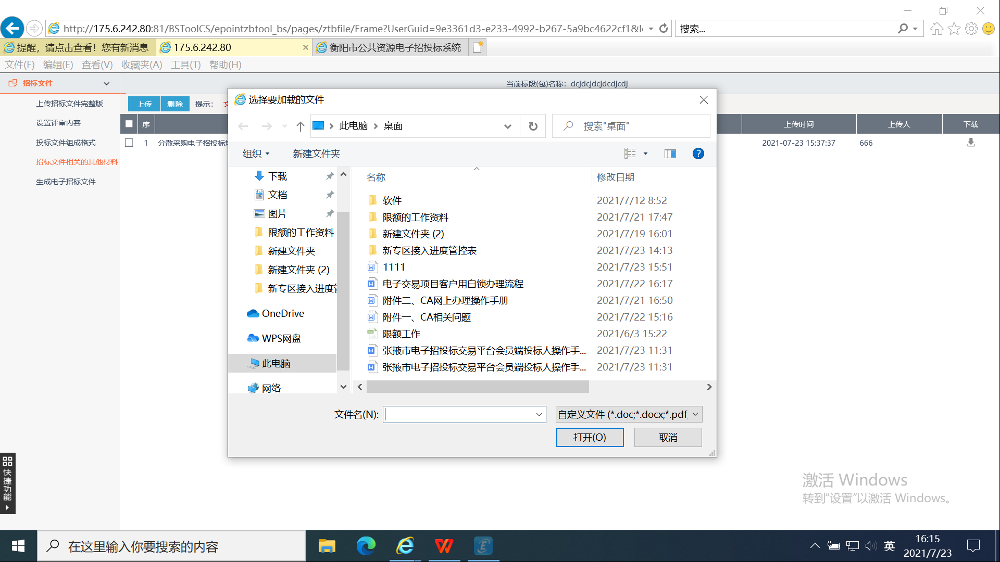 http://175.6.242.80:81/BSToolCS/epointzbtool_bs/pages/ztbfile/Frame?UserGuid=9e3361d3-e233-4992-b267-5a9bc4622cf1&l
搜索...
提醒，请点击查看！您有新消息
175.6.242.80
衡阳市公共资源电子招投标系统
文件(F) 编辑(E) 查看(V) 收藏夹(A) 工具(T) 帮助(H)
招标文件
上传招标文件完整版
设置评审内容
投标文件组成格式
招标文件相关的其他材料
生成电子招标文件
当前标段(包)名称：dcjdcjdcjdcdjcdj
上传 删除 提示：
序 上传时间 上传人 下载
1 分散采购电子招投标 2021-07-23 15:37:37 666
选择要加载的文件
此电脑 桌面
搜索"桌面"
组织 新建文件夹
下载
文档
图片
限额的工作资料
新建文件夹
新建文件夹 (2)
新专区接入进度
OneDrive
WPS网盘
此电脑
网络
名称 修改日期
软件 2021/7/12 8:52
限额的工作资料 2021/7/21 17:47
新建文件夹 (2) 2021/7/19 16:01
新专区接入进度管控表 2021/7/23 14:13
1111 2021/7/23 15:51
电子交易项目客户用白锁办理流程 2021/7/22 16:17
附件二、CA网上办理操作手册 2021/7/21 16:50
附件一、CA相关问题 2021/7/22 15:16
限额工作 2021/6/3 15:22
张掖市电子招投标交易平台会员端投标人操作手... 2021/7/23 11:31
张掖市电子招投标交易平台会员端投标人操作手... 2021/7/23 11:31
文件名(N):
自定义文件 (*.doc;*.docx;*.pdf
打开(O) 取消
快捷功能
激活 Windows
转到“设置”以激活 Windows。
在这里输入你要搜索的内容
英
16:15
2021/7/23